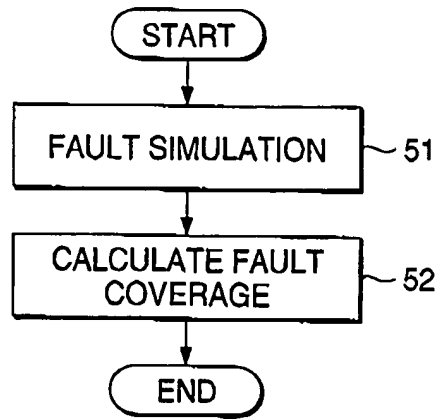 START
FAULT SIMULATION
51
CALCULATE FAULT
COVERAGE
52
END